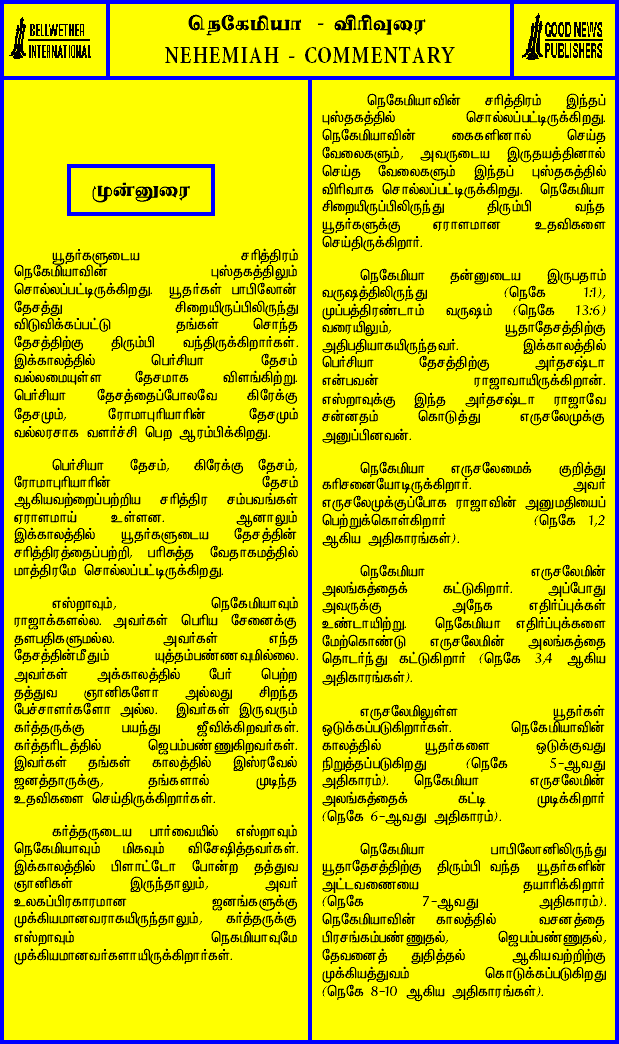 BELLWETHER
INTERNATIONAL
நெகேமியா - விரிவுரை
NEHEMIAH - COMMENTARY
GOOD NEWS
PUBLISHERS
முன்னுரை
யூதர்களுடைய சரித்திரம்
நெகேமியாவின் புஸ்தகத்திலும்
சொல்லப்பட்டிருக்கிறது. யூதர்கள் பாபிலோன்
தேசத்து சிறையிருப்பிலிருந்து
விடுவிக்கப்பட்டு தங்கள் சொந்த
தேசத்திற்கு திரும்பி வந்திருக்கிறார்கள்.
இக்காலத்தில் பெர்சியா தேசம்
வல்லமையுள்ள தேசமாக விளங்கிற்று.
பெர்சியா தேசத்தைப்போலவே கிரேக்கு
தேசமும், ரோமாபுரியாரின் தேசமும்
வல்லரசாக வளர்ச்சி பெற ஆரம்பிக்கிறது.
பெர்சியா தேசம், கிரேக்கு தேசம்,
ரோமாபுரியாரின் தேசம்
ஆகியவற்றைப்பற்றிய சரித்திர சம்பவங்கள்
ஏராளமாய் உள்ளன. ஆனாலும்
இக்காலத்தில் யூதர்களுடைய தேசத்தின்
சரித்திரத்தைப்பற்றி, பரிசுத்த வேதாகமத்தில்
மாத்திரமே சொல்லப்பட்டிருக்கிறது.
எஸ்றாவும், நெகேமியாவும்
ராஜாக்களல்ல. அவர்கள் பெரிய சேனைக்கு
தளபதிகளுமல்ல. அவர்கள் எந்த
தேசத்தின்மீதும் யுத்தம்பண்ணவுமில்லை.
அவர்கள் அக்காலத்தில் பேர் பெற்ற
தத்துவ ஞானிகளோ அல்லது சிறந்த
பேச்சாளர்களோ அல்ல. இவர்கள் இருவரும்
கர்த்தருக்கு பயந்து ஜீவிக்கிறவர்கள்.
கர்த்தரிடத்தில் ஜெபம்பண்ணுகிறவர்கள்.
இவர்கள் தங்கள் காலத்தில் இஸ்ரவேல்
ஜனத்தாருக்கு, தங்களால் முடிந்த
உதவிகளை செய்திருக்கிறார்கள்.
கர்த்தருடைய பார்வையில் எஸ்றாவும்
நெகேமியாவும் மிகவும் விசேஷித்தவர்கள்.
இக்காலத்தில் பிளாட்டோ போன்ற தத்துவ
ஞானிகள் இருந்தாலும், அவர்
உலகப்பிரகாரமான ஜனங்களுக்கு
முக்கியமானவராகயிருந்தாலும், கர்த்தருக்கு
எஸ்றாவும் நெகமியாவுமே
முக்கியமானவர்களாயிருக்கிறார்கள்.
நெகேமியாவின் சரித்திரம் இந்தப்
புஸ்தகத்தில் சொல்லப்பட்டிருக்கிறது.
நெகேமியாவின் கைகளினால் செய்த
வேலைகளும், அவருடைய இருதயத்தினால்
செய்த வேலைகளும் இந்தப் புஸ்தகத்தில்
விரிவாக சொல்லப்பட்டிருக்கிறது. நெகேமியா
சிறையிருப்பிலிருந்து திரும்பி வந்த
யூதர்களுக்கு ஏராளமான உதவிகளை
செய்திருக்கிறார்.
நெகேமியா தன்னுடைய இருபதாம்
வருஷத்திலிருந்து (நெகே 1:1),
முப்பத்திரண்டாம் வருஷம் (நெகே 13:6)
வரையிலும், யூதாதேசத்திற்கு
அதிபதியாகயிருந்தவர். இக்காலத்தில்
பெர்சியா தேசத்திற்கு அர்தசஷ்டா
என்பவன் ராஜாவாயிருக்கிறான்.
எஸ்றாவுக்கு இந்த அர்தசஷ்டா ராஜாவே
சன்னதம் கொடுத்து எருசலேமுக்கு
அனுப்பினவன்.
நெகேமியா எருசலேமைக் குறித்து
கரிசனையோடிருக்கிறார். அவர்
எருசலேமுக்குப்போக ராஜாவின் அனுமதியைப்
பெற்றுக்கொள்கிறார் (நெகே 1,2
ஆகிய அதிகாரங்கள்).
நெகேமியா எருசலேமின்
அலங்கத்தைக் கட்டுகிறார். அப்போது
அவருக்கு அநேக எதிர்ப்புக்கள்
உண்டாயிற்று. நெகேமியா எதிர்ப்புக்களை
மேற்கொண்டு எருசலேமின் அலங்கத்தை
தொடர்ந்து கட்டுகிறார் (நெகே 3,4 ஆகிய
அதிகாரங்கள்).
எருசலேமிலுள்ள யூதர்கள்
ஒடுக்கப்படுகிறார்கள். நெகேமியாவின்
காலத்தில் யூதர்களை ஒடுக்குவது
நிறுத்தப்படுகிறது (நெகே 5-ஆவது
அதிகாரம்). நெகேமியா எருசலேமின்
அலங்கத்தைக் கட்டி முடிக்கிறார்
(நெகே 6-ஆவது அதிகாரம்).
நெகேமியா பாபிலோனிலிருந்து
யூதாதேசத்திற்கு திரும்பி வந்த யூதர்களின்
அட்டவணையை தயாரிக்கிறார்
(நெகே 7-ஆவது அதிகாரம்).
நெகேமியாவின் காலத்தில் வசனத்தை
பிரசங்கம்பண்ணுதல், ஜெபம்பண்ணுதல்,
தேவனைத் துதித்தல் ஆகியவற்றிற்கு
முக்கியத்துவம் கொடுக்கப்படுகிறது
(நெகே 8-10 ஆகிய அதிகாரங்கள்).